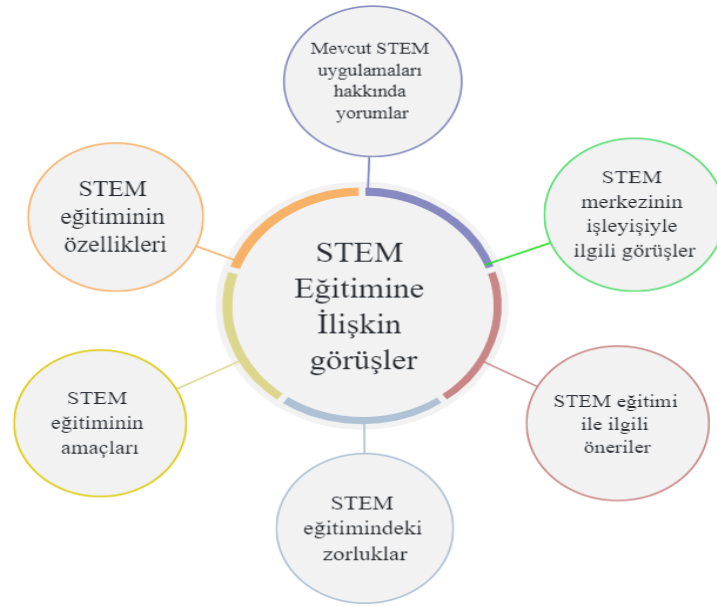 Mevcut STEM
uygulamaları
hakkında
yorumlar
STEM
eğitiminin
özellikleri
STEM
merkezinin
işleyişiyle
ilgili görüşler
STEM
Eğitimine
İlişkin
görüşler
STEM
eğitiminin
amaçları
STEM eğitimi
ile ilgili
öneriler
STEM
eğitimindeki
zorluklar